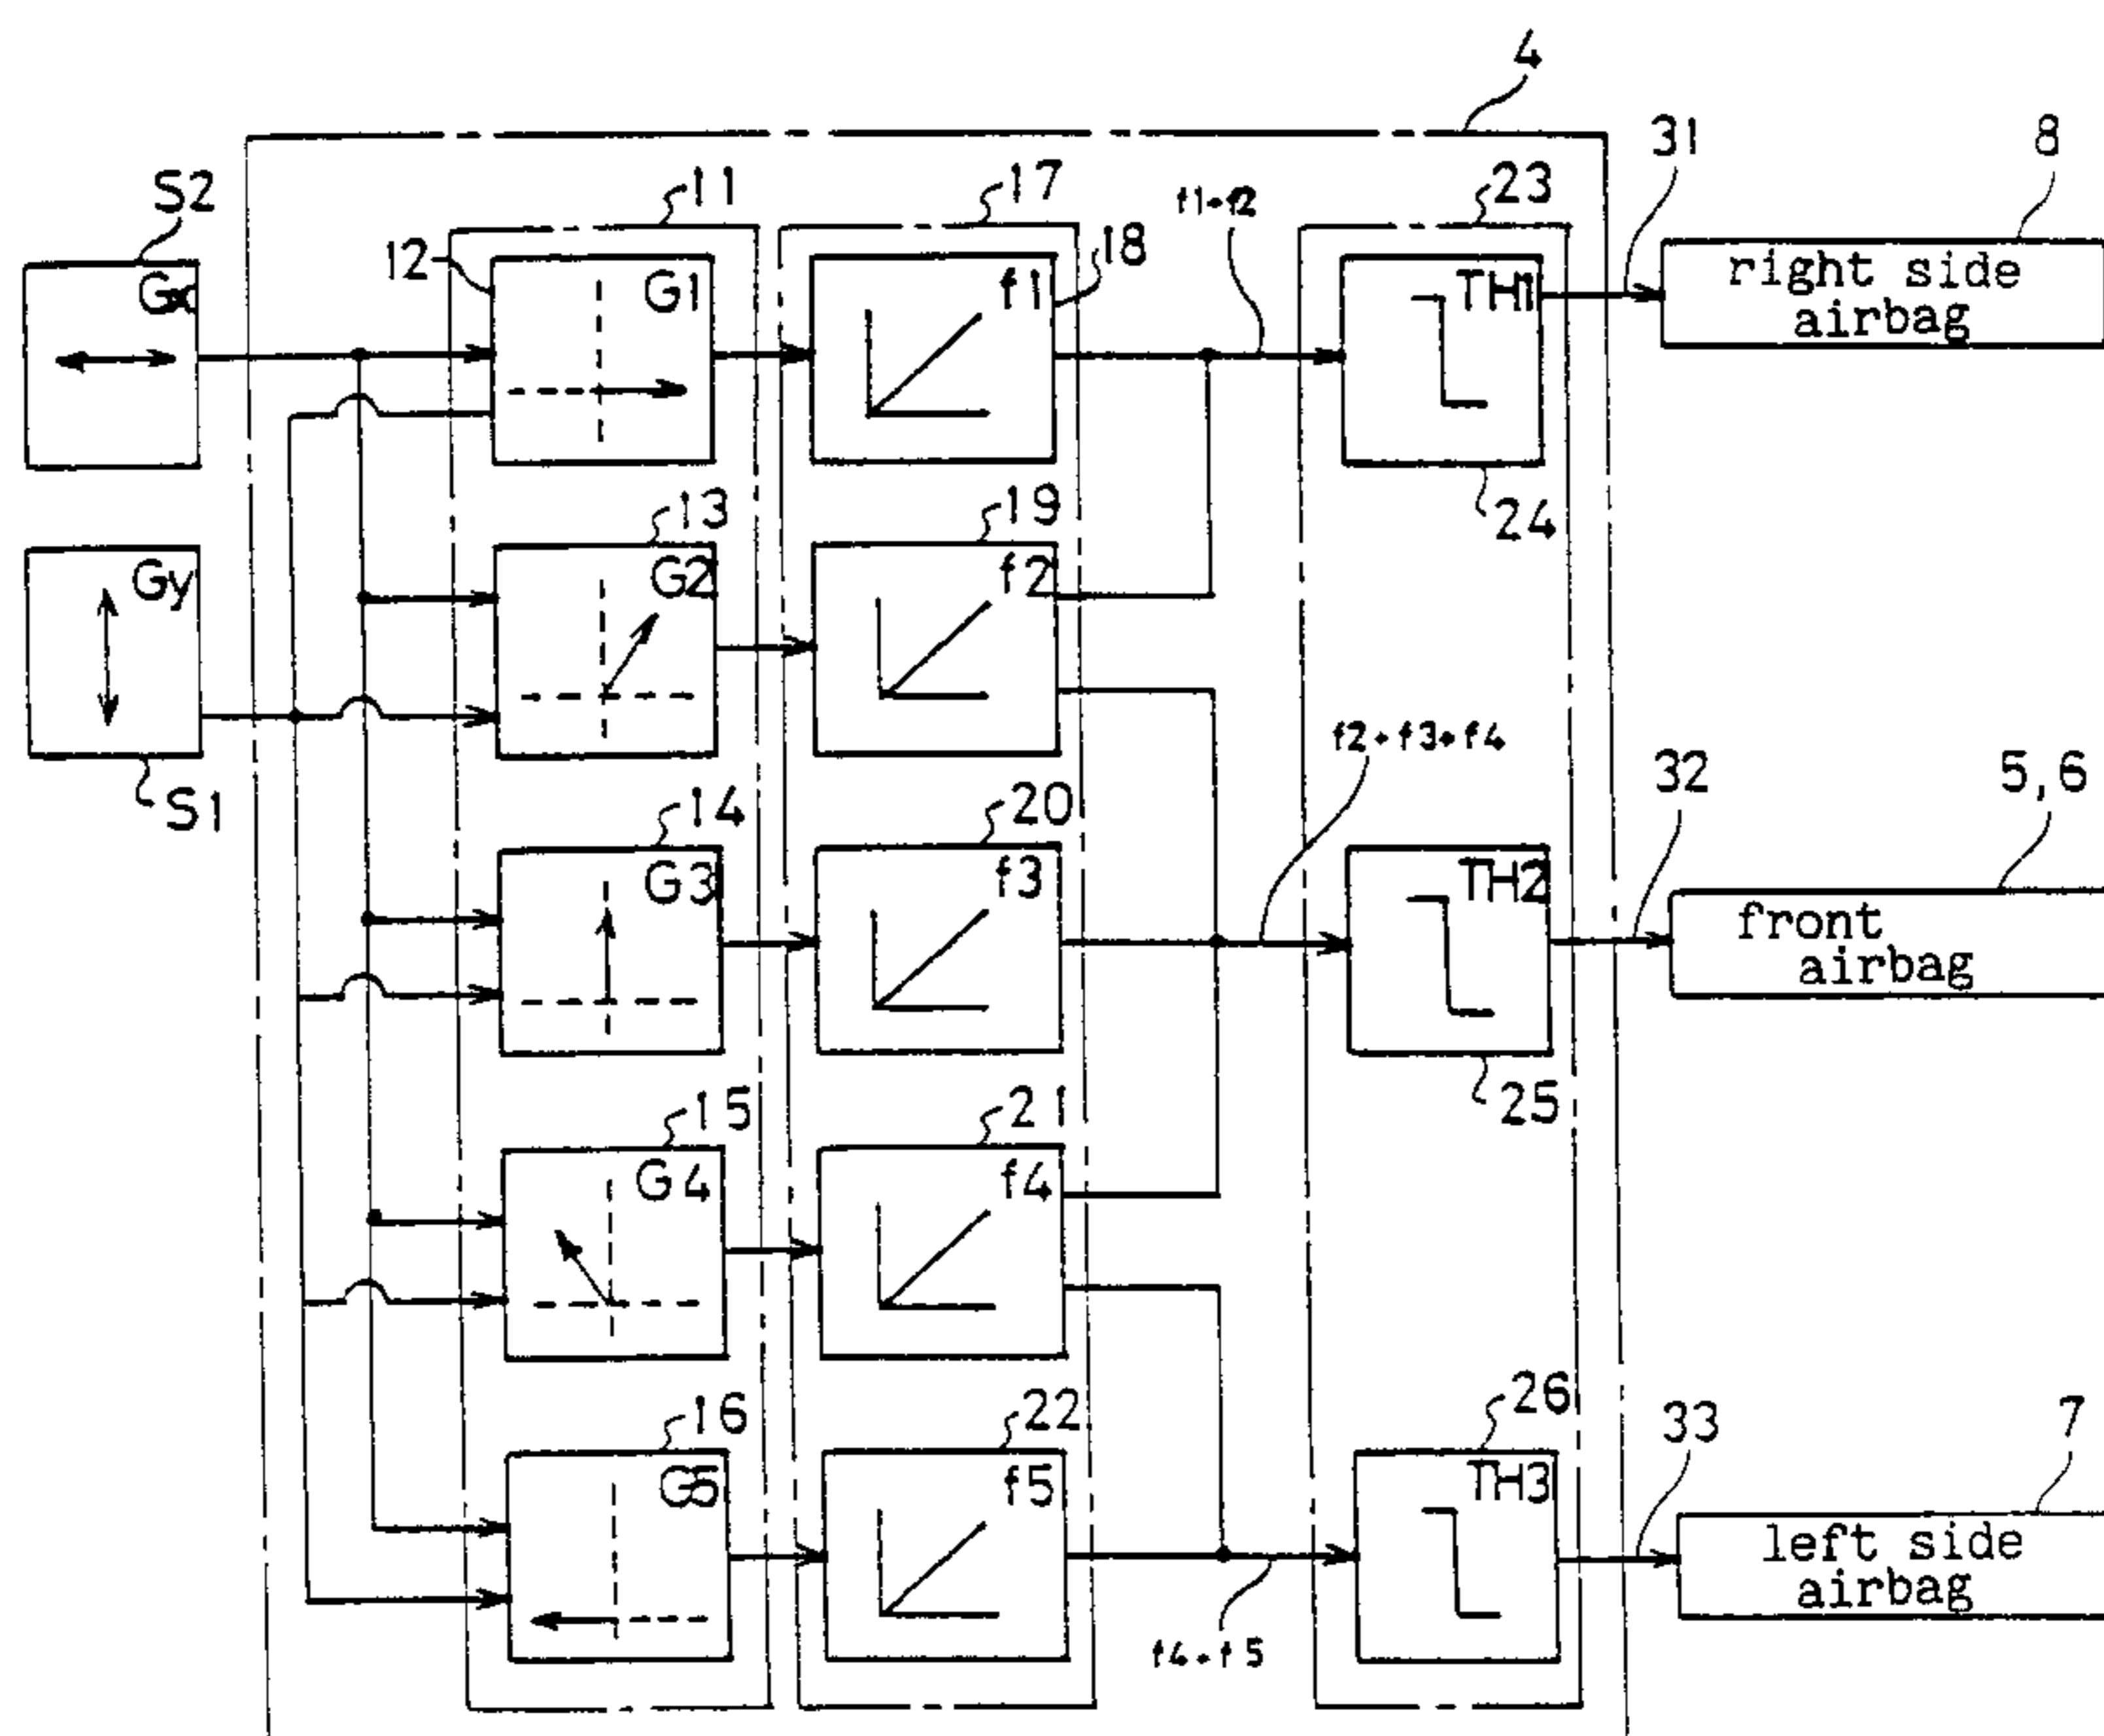 4
31
8
S2
11
17
f1+f2
23
12
Gx
G1
f1
18
TH1
right side
airbag
24
13
19
Gy
G2
f2
S1
f2+f3+f4
32
5,6
14
20
G3
f3
TH2
front
airbag
25
15
21
G4
f4
16
22
26
33
7
G5
f5
TH3
left side
airbag
f4+f5